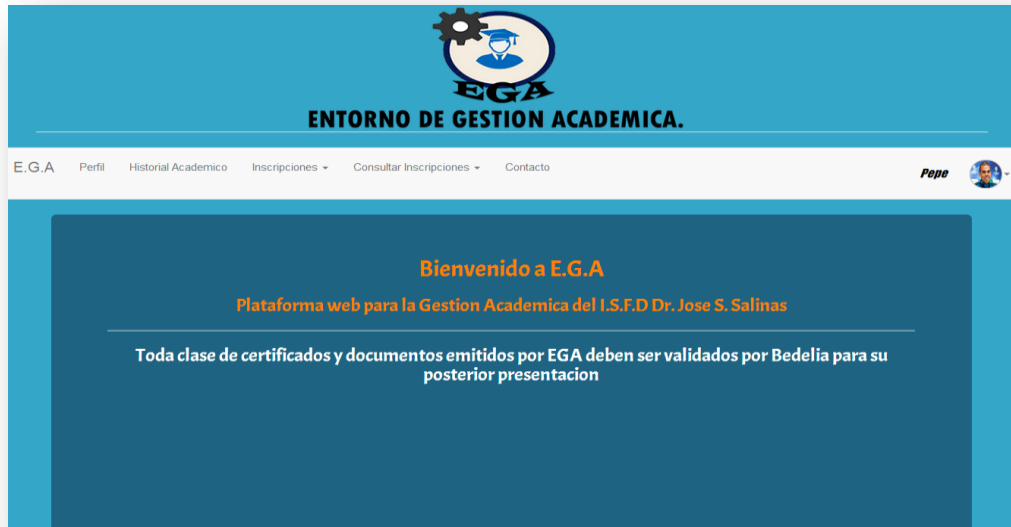 EGA
ENTORNO DE GESTION ACADEMICA.
E.G.A Perfil Historial Academico Inscripciones Consultar Inscripciones Contacto Pepe
Bienvenido a E.G.A
Plataforma web para la Gestion Academica del I.S.F.D Dr. Jose S. Salinas
Toda clase de certificados y documentos emitidos por EGA deben ser validados por Bedelia para su
posterior presentacion